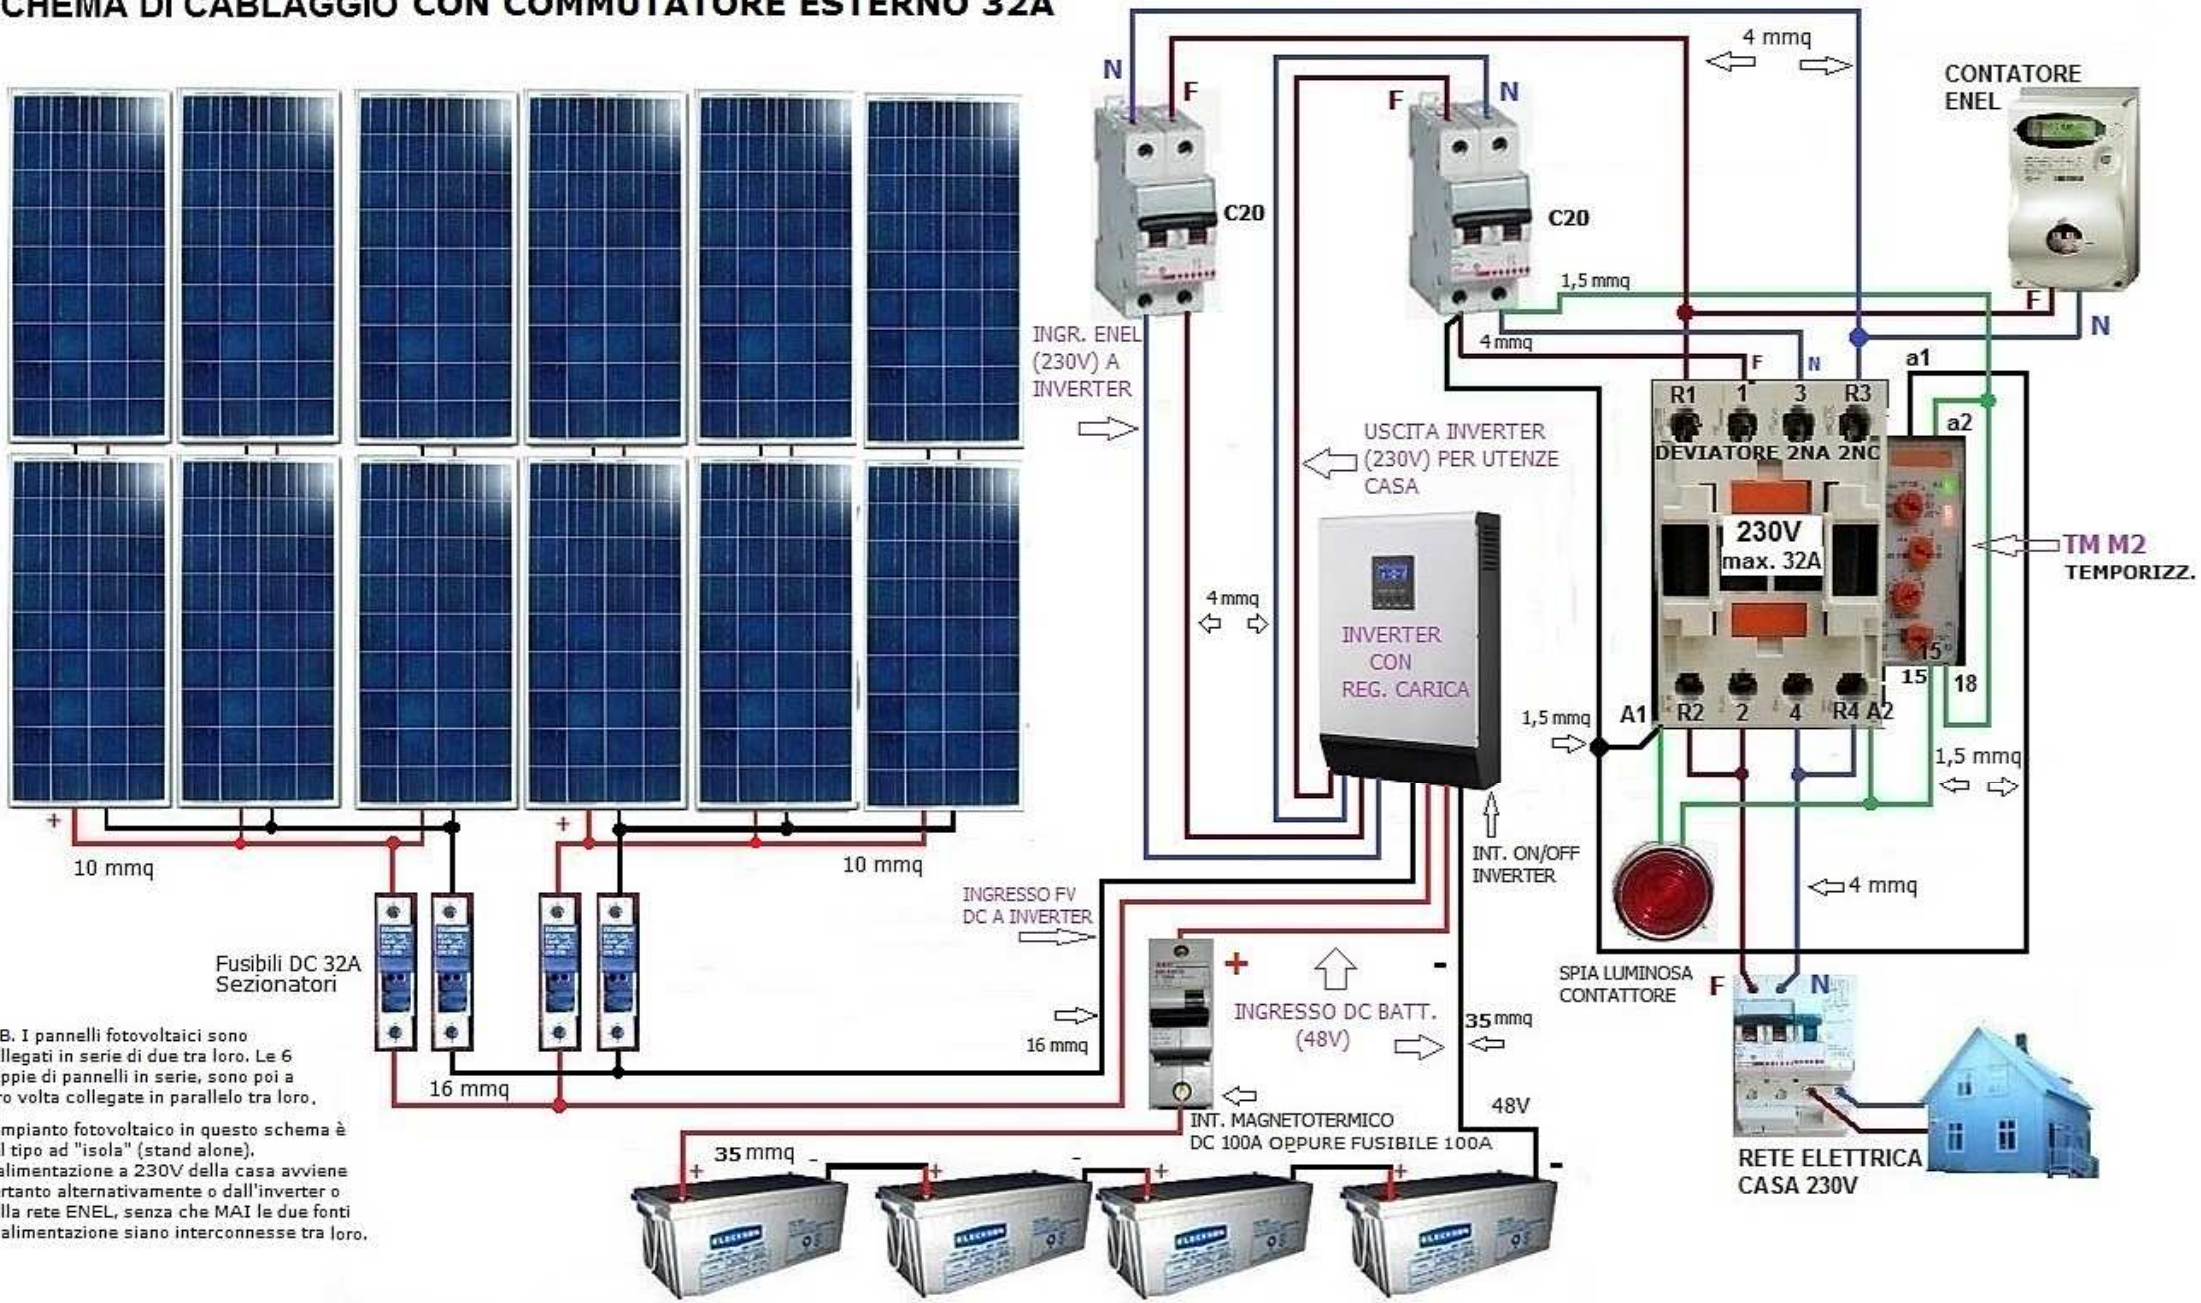 CHEMA DI CABLAGGIO CON COMMUTATORE ESTERNO 32A
N
F
F
N
4 mmq
CONTATORE
ENEL
C20
C20
1,5 mmq
F
N
INGR. ENEL
(230V) A
INVERTER
4 mmq
F
N
a1
R1
1
3
R3
a2
DEVIATORE 2NA 2NC
USCITA INVERTER
(230V) PER UTENZE
CASA
230V
max. 32A
TM M2
TEMPORIZZ.
4 mmq
INVERTER
CON
REG. CARICA
15
15
18
1,5 mmq
A1
R2
2
4
R4
A2
1,5 mmq
+
+
10 mmq
10 mmq
INT. ON/OFF
INVERTER
4 mmq
INGRESSO FV
DC A INVERTER
Fusibili DC 32A
Sezionatori
+
-
SPIA LUMINOSA
CONTATTORE
F
N
INGRESSO DC BATT.
(48V)
35 mmq
16 mmq
16 mmq
B. I pannelli fotovoltaici sono
llegati in serie di due tra loro. Le 6
ppie di pannelli in serie, sono poi a
ro volta collegate in parallelo tra loro.
mpianto fotovoltaico in questo schema è
l tipo ad "isola" (stand alone).
alimentazione a 230V della casa avviene
ertanto alternativamente o dall'inverter o
lla rete ENEL, senza che MAI le due fonti
alimentazione siano interconnesse tra loro.
48V
INT. MAGNETOTERMICO
DC 100A OPPURE FUSIBILE 100A
35 mmq
+
-
+
-
+
-
+
-
RETE ELETTRICA
CASA 230V